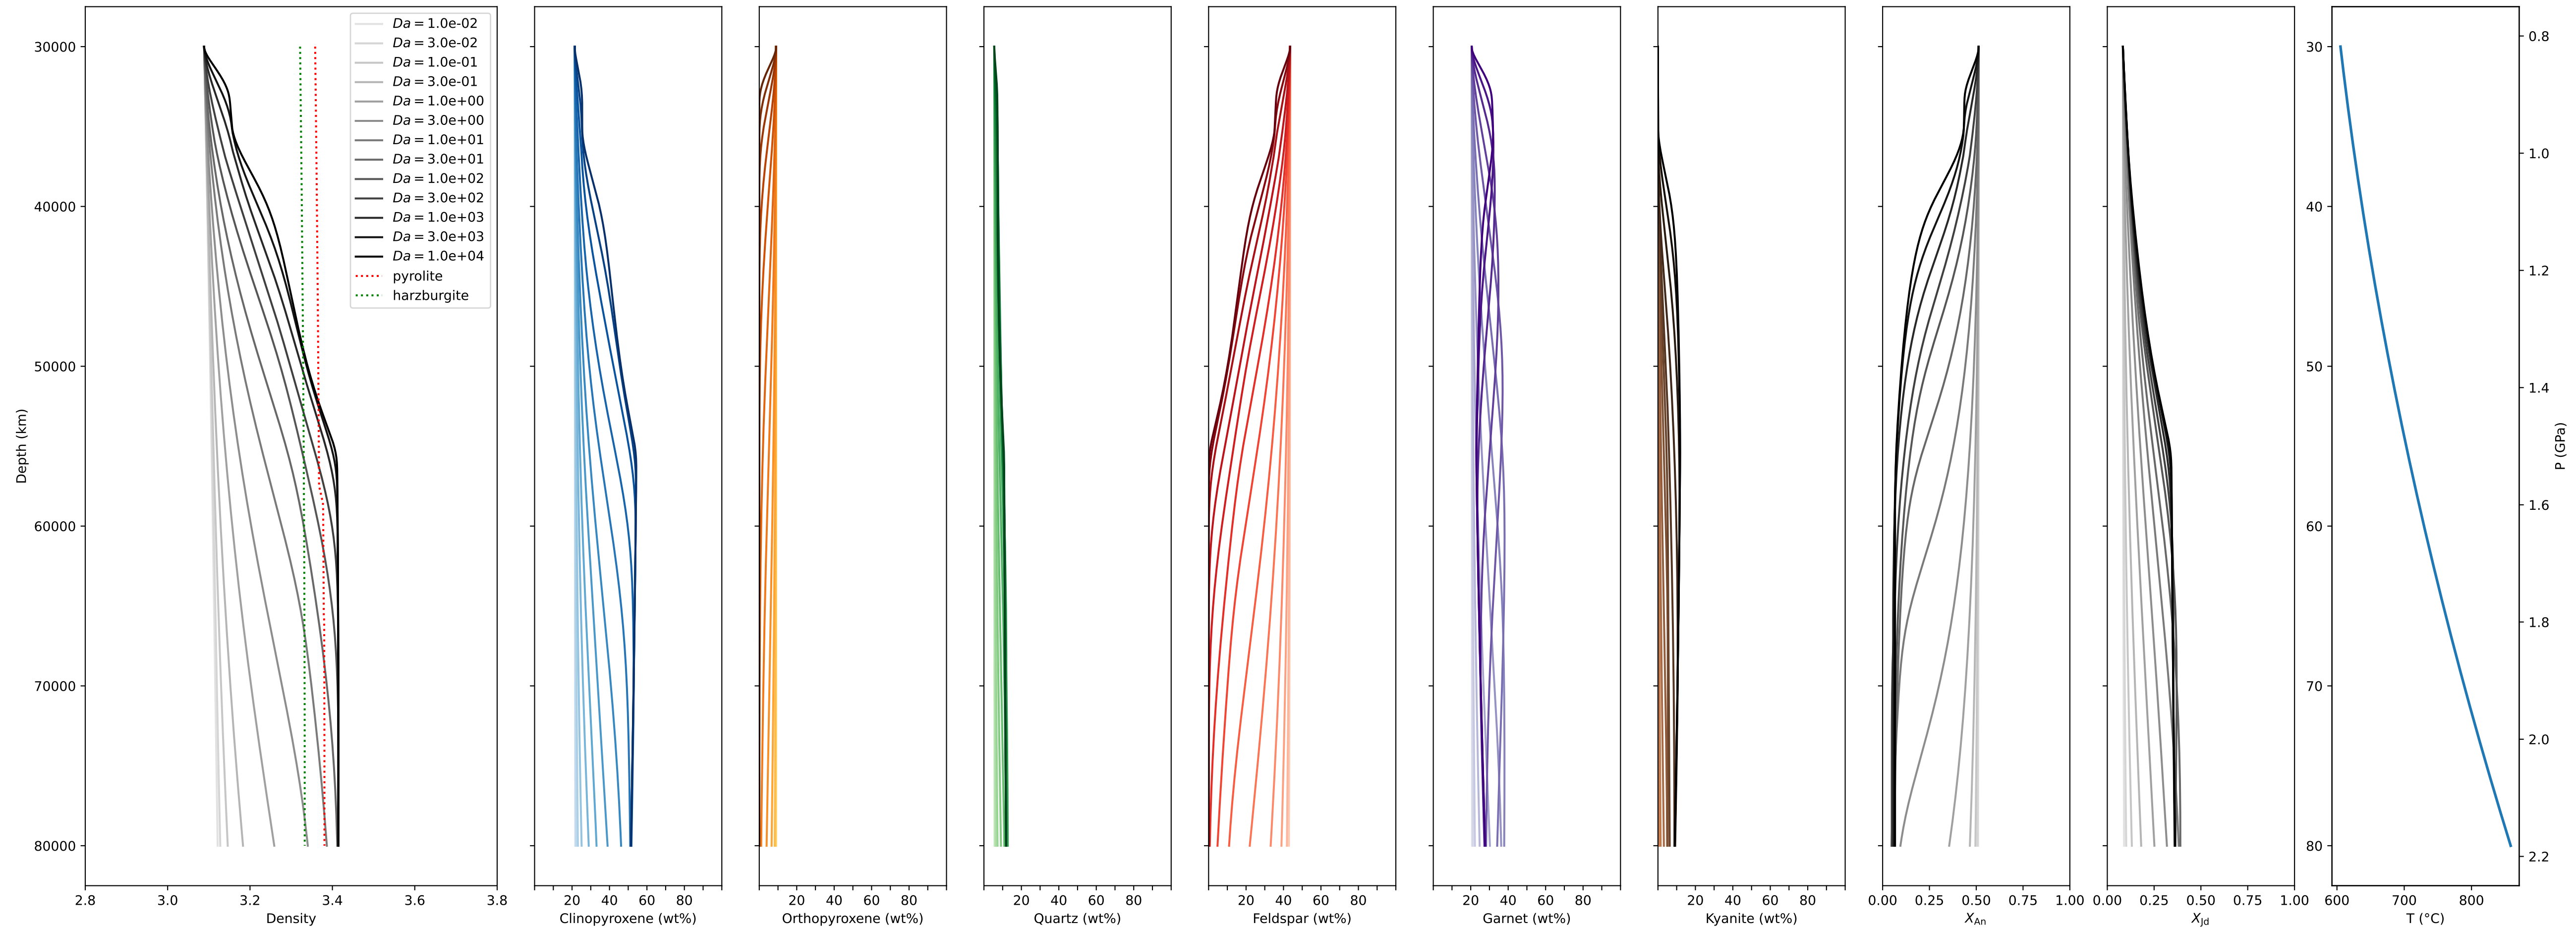 30000
40000
50000
60000
70000
80000
Depth (km)
2.8 3.0 3.2 3.4 3.6 3.8
Density
Da = 1.0e-02
Da = 3.0e-02
Da = 1.0e-01
Da = 3.0e-01
Da = 1.0e+00
Da = 3.0e+00
Da = 1.0e+01
Da = 3.0e+01
Da = 1.0e+02
Da = 3.0e+02
Da = 1.0e+03
Da = 3.0e+03
Da = 1.0e+04
pyrolite
harzburgite
20 40 60 80
Clinopyroxene (wt%)
20 40 60 80
Orthopyroxene (wt%)
20 40 60 80
Quartz (wt%)
20 40 60 80
Feldspar (wt%)
20 40 60 80
Garnet (wt%)
20 40 60 80
Kyanite (wt%)
0.00 0.25 0.50 0.75 1.00
X_An
0.00 0.25 0.50 0.75 1.00
X_Jd
30
40
50
60
70
80
600 700 800
T (°C)
0.8
1.0
1.2
1.4
1.6
1.8
2.0
2.2
P (GPa)